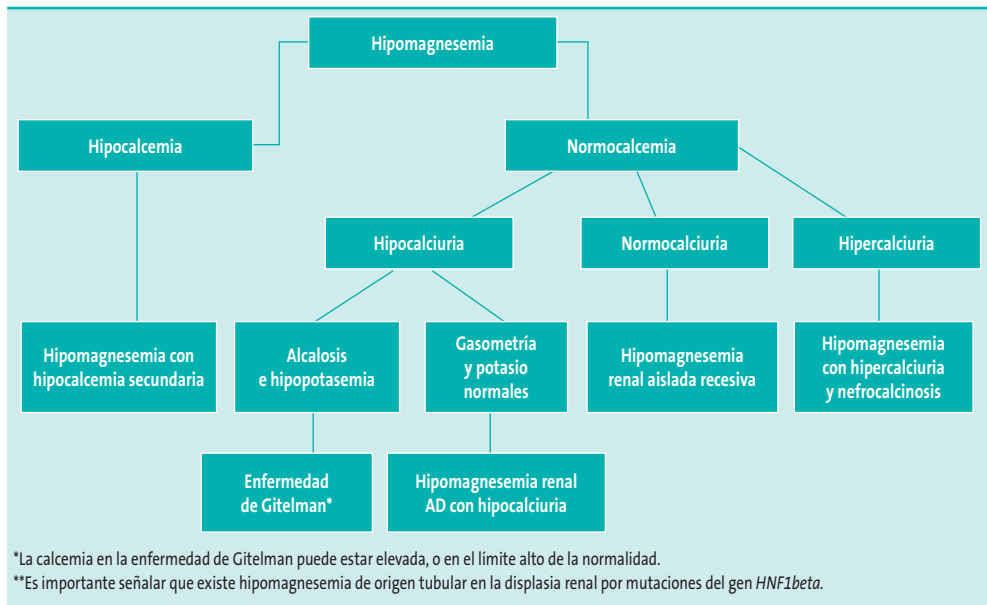 Hipomagnesemia
Hipocalcemia
Normocalcemia
Hipocalciuria
Normocalciuria
Hipercalciuria
Hipomagnesemia con
hipocalcemia secundaria
Alcalosis
e hipopotasemia
Gasometría
y potasio
normales
Hipomagnesemia
renal aislada recesiva
Hipomagnesemia
con hipercalciuria
y nefrocalcinosis
Enfermedad
de Gitelman*
Hipomagnesemia renal
AD con hipocalciuria
*La calcemia en la enfermedad de Gitelman puede estar elevada, o en el límite alto de la normalidad.
**Es importante señalar que existe hipomagnesemia de origen tubular en la displasia renal por mutaciones del gen HNF1beta.